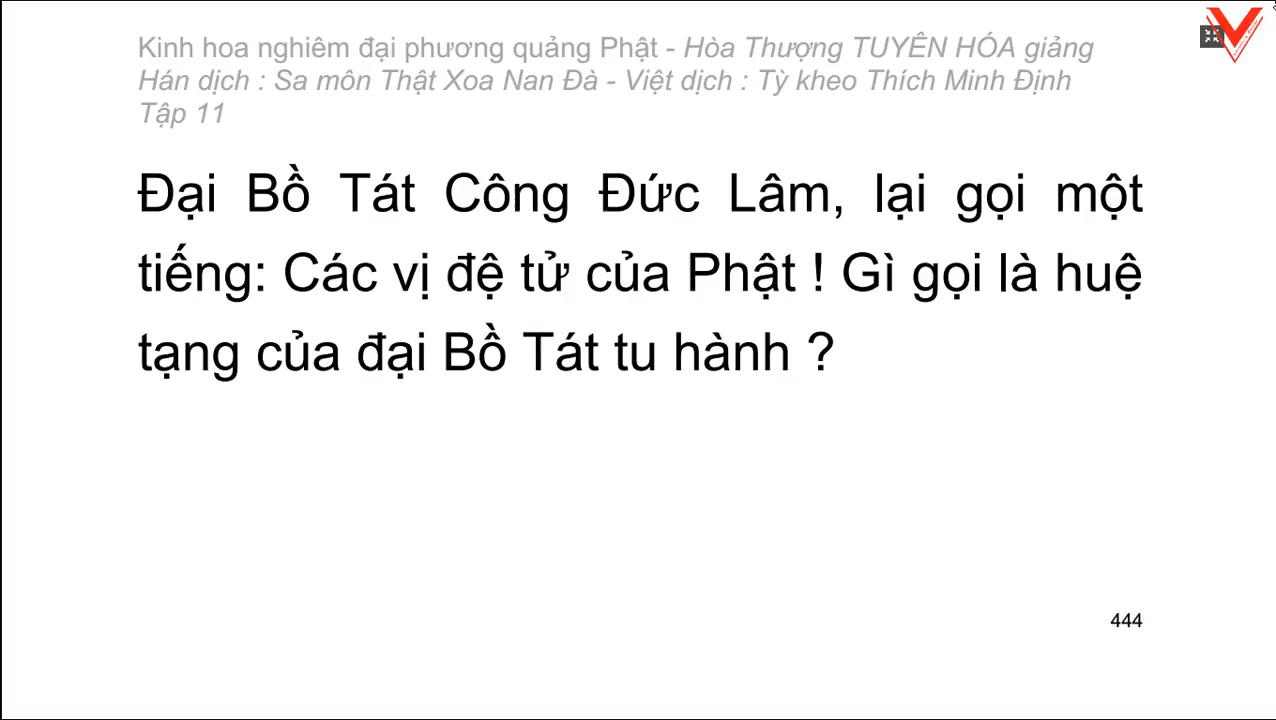 Kinh hoa nghiêm đại phương quảng Phật - Hòa Thượng TUYÊN HÓA giảng
Hán dịch : Sa môn Thật Xoa Nan Đà - Việt dịch : Tỳ kheo Thích Minh Định
Tập 11
Đại Bồ Tát Công Đức Lâm, lại gọi một
tiếng: Các vị đệ tử của Phật ! Gì gọi là huệ
tạng của đại Bồ Tát tu hành ?
444